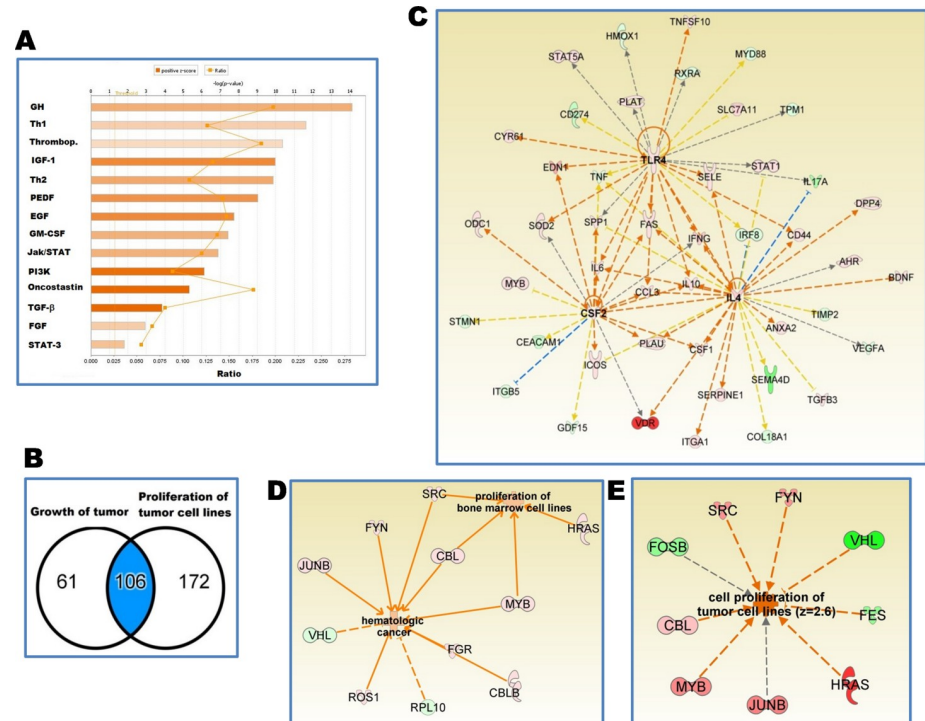 A
positive z-score
Ratio
-log(p-value)
0 1 2 3 4 5 6 7 8 9 10 11 12 13 14
Threshold
GH
Th1
Thrombop.
IGF-1
Th2
PEDF
EGF
GM-CSF
Jak/STAT
PI3K
Oncostastin
TGF-β
FGF
STAT-3
0.000 0.025 0.050 0.075 0.100 0.125 0.150 0.175 0.200 0.225 0.250 0.275
Ratio
B
Growth of tumor
Proliferation of
tumor cell lines
61
106
172
C
TNFSF10
HMOX1
STAT5A
MYD88
RXRA
PLAT
SLC7A11
TPM1
CD274
CYR61
TLR4
EDN1
TNF
SELE
STAT1
IL17A
DPP4
ODC1
SOD2
SPP1
FAS
IFNG
IRF8
CD44
AHR
BDNF
IL6
MYB
CCL3
IL10
IL4
CSF2
TIMP2
STMN1
ANXA2
CEACAM1
PLAU
CSF1
VEGFA
ICOS
SEMA4D
ITGB5
SERPINE1
TGFB3
GDF15
VDR
ITGA1
COL18A1
D
SRC
proliferation of
bone marrow cell lines
FYN
HRAS
JUNB
CBL
MYB
hematologic
cancer
VHL
FGR
ROS1
RPL10
CBLB
E
SRC
FYN
FOSB
VHL
cell proliferation of
tumor cell lines (z=2.6)
CBL
FES
MYB
JUNB
HRAS